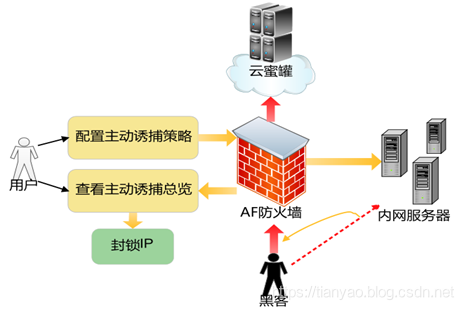 云蜜罐
配置主动诱捕策略
用户
查看主动诱捕总览
AF防火墙
内网服务器
封锁IP
黑客
https://tianyao.blog.csdn.net